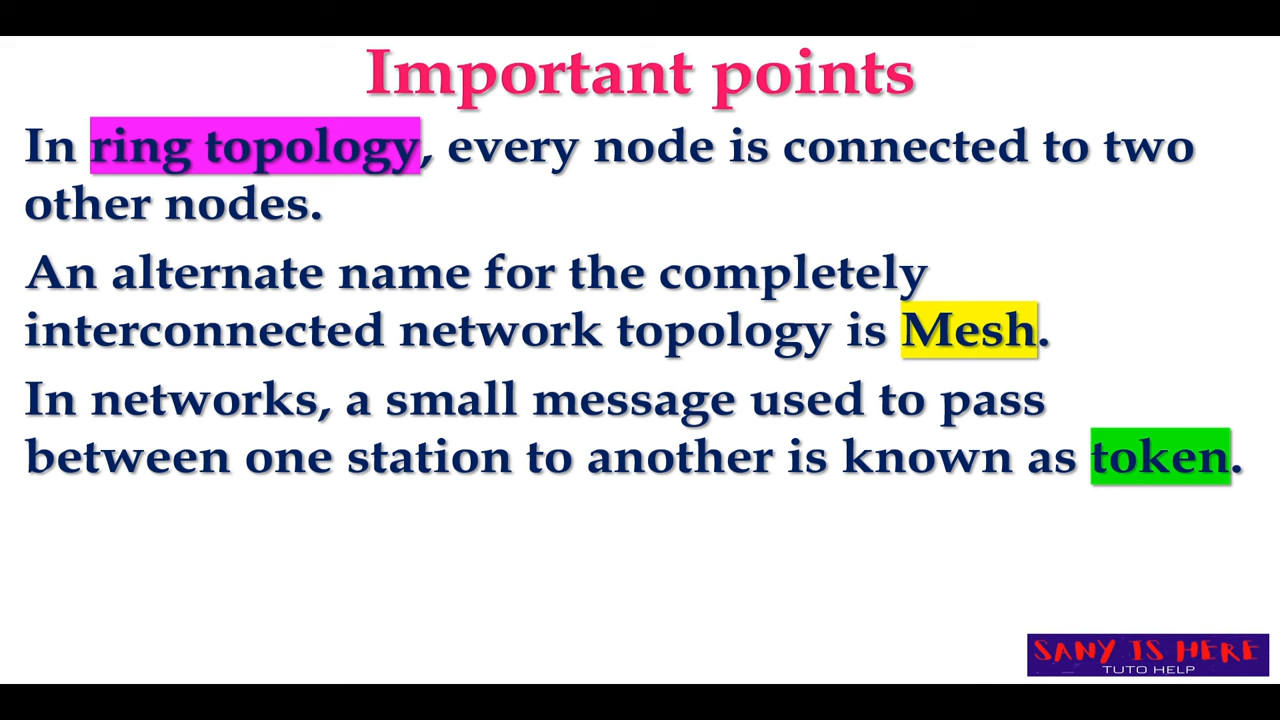 Important points
In ring topology, every node is connected to two
other nodes.
An alternate name for the completely
interconnected network topology is Mesh.
In networks, a small message used to pass
between one station to another is known as token.
SANY IS HERE
TUTO HELP